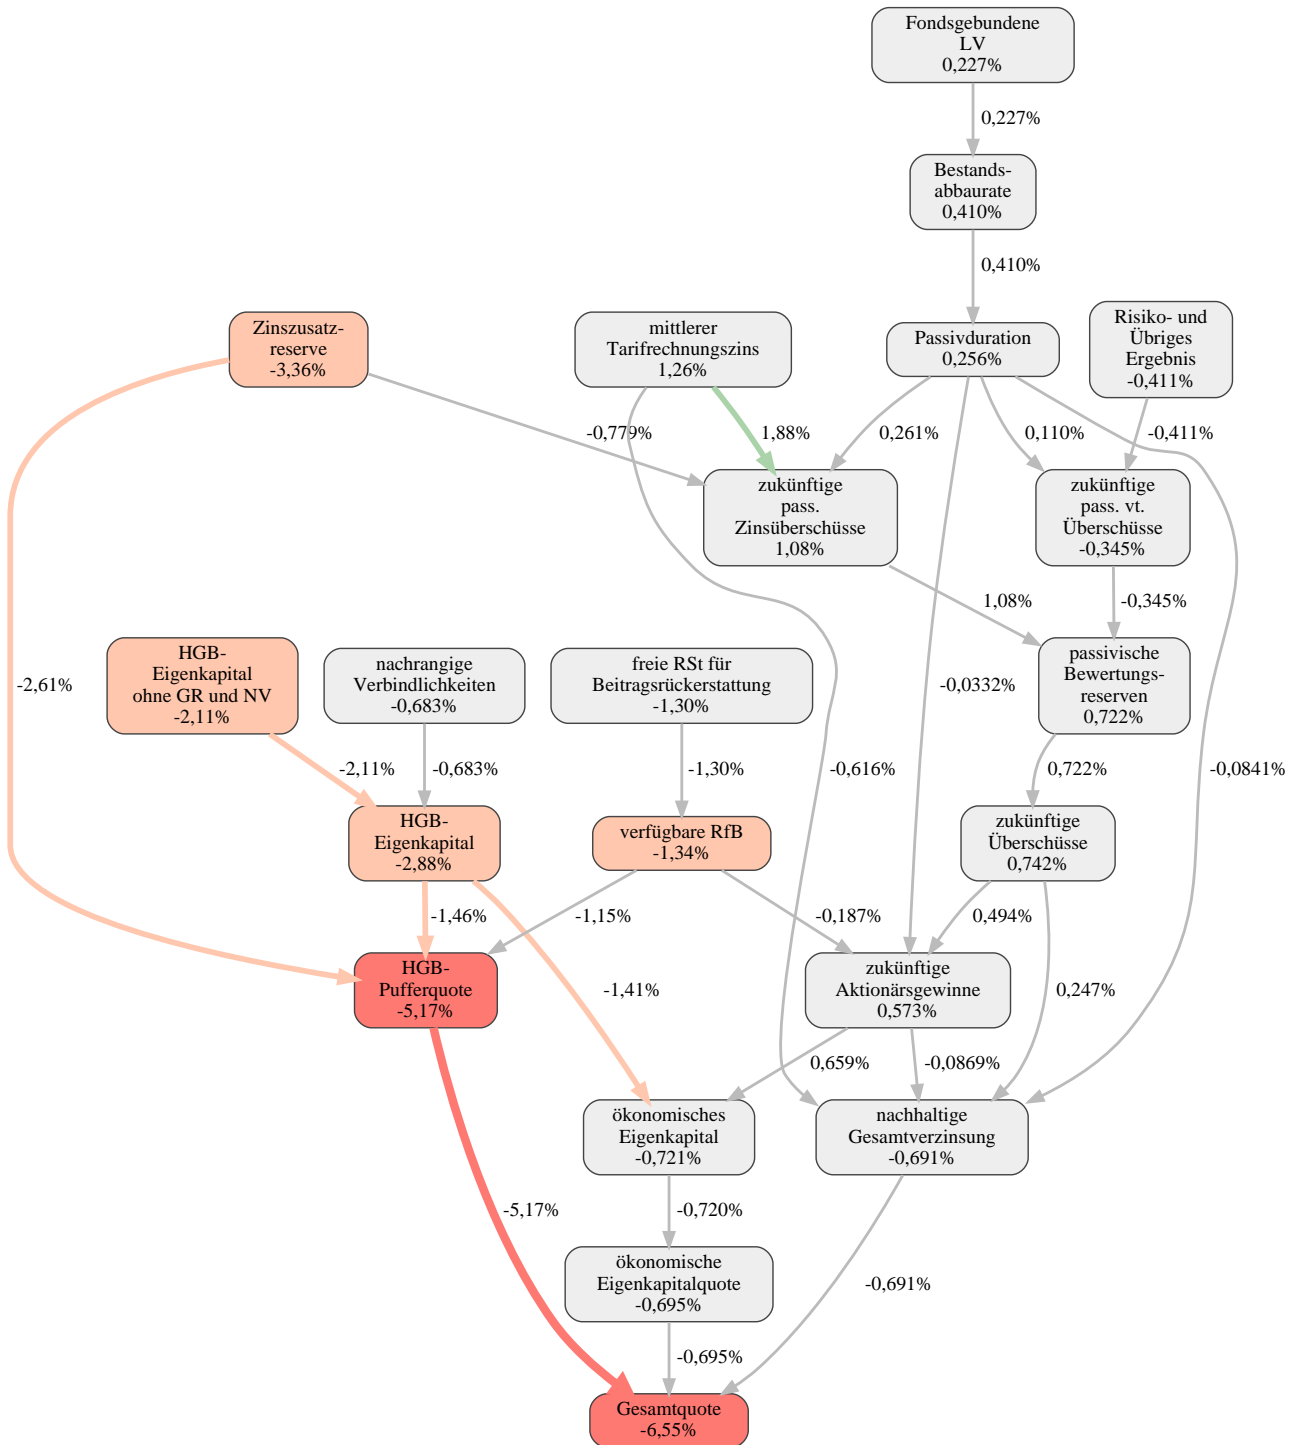 Fondsgebundene
LV
0,227%
0,227%
Bestands-
abbaurate
0,410%
0,410%
Zinszusatz-
reserve
-3,36%
mittlerer
Tarifrechnungszins
1,26%
Passivduration
0,256%
Risiko- und
Übriges
Ergebnis
-0,411%
-0,779%
1,88%
0,261%
0,110%
-0,411%
zukünftige
pass.
Zinsüberschüsse
1,08%
zukünftige
pass. vt.
Überschüsse
-0,345%
1,08%
-0,345%
HGB-
Eigenkapital
ohne GR und NV
-2,11%
nachrangige
Verbindlichkeiten
-0,683%
freie RSt für
Beitragsrückerstattung
-1,30%
passivische
Bewertungs-
reserven
0,722%
-2,61%
-0,0332%
-2,11%
-0,683%
-1,30%
-0,616%
0,722%
-0,0841%
HGB-
Eigenkapital
-2,88%
verfügbare RfB
-1,34%
zukünftige
Überschüsse
0,742%
-1,46%
-1,15%
-0,187%
0,494%
HGB-
Pufferquote
-5,17%
-1,41%
zukünftige
Aktionärsgewinne
0,573%
0,247%
0,659%
-0,0869%
ökonomisches
Eigenkapital
-0,721%
nachhaltige
Gesamtverzinsung
-0,691%
-5,17%
-0,720%
ökonomische
Eigenkapitalquote
-0,695%
-0,691%
-0,695%
Gesamtquote
-6,55%